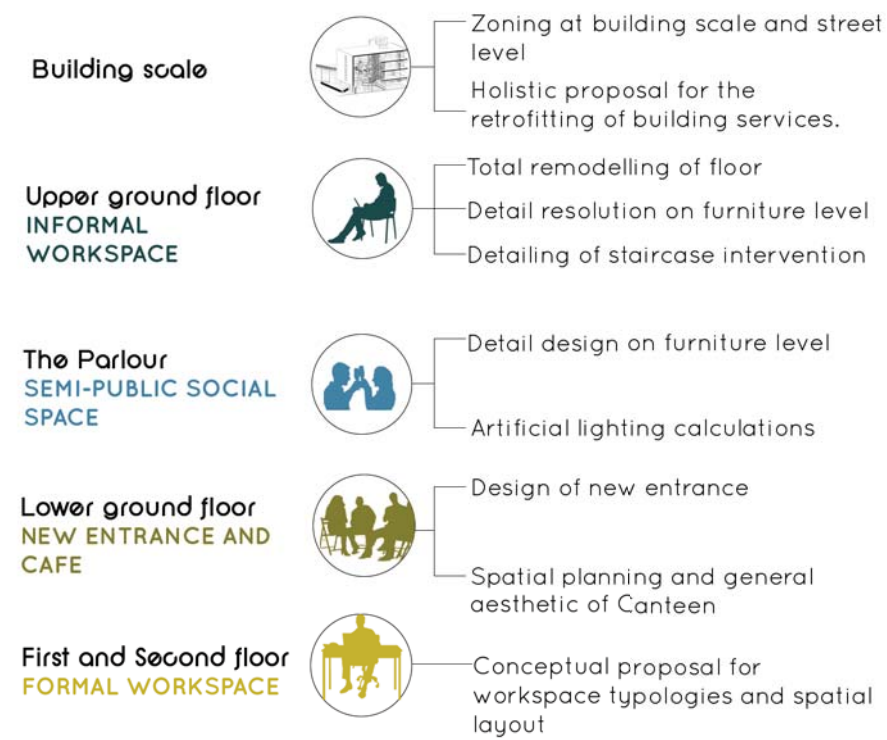 Building scale
Zoning at building scale and street
level
Holistic proposal for the
retrofitting of building services.
Upper ground floor
INFORMAL
WORKSPACE
Total remodelling of floor
Detail resolution on furniture level
Detailing of staircase intervention
The Parlour
SEMI-PUBLIC SOCIAL
SPACE
Detail design on furniture level
Artificial lighting calculations
Lower ground floor
NEW ENTRANCE AND
CAFE
Design of new entrance
Spatial planning and general
aesthetic of Canteen
First and Second floor
FORMAL WORKSPACE
Conceptual proposal for
workspace typologies and spatial
layout